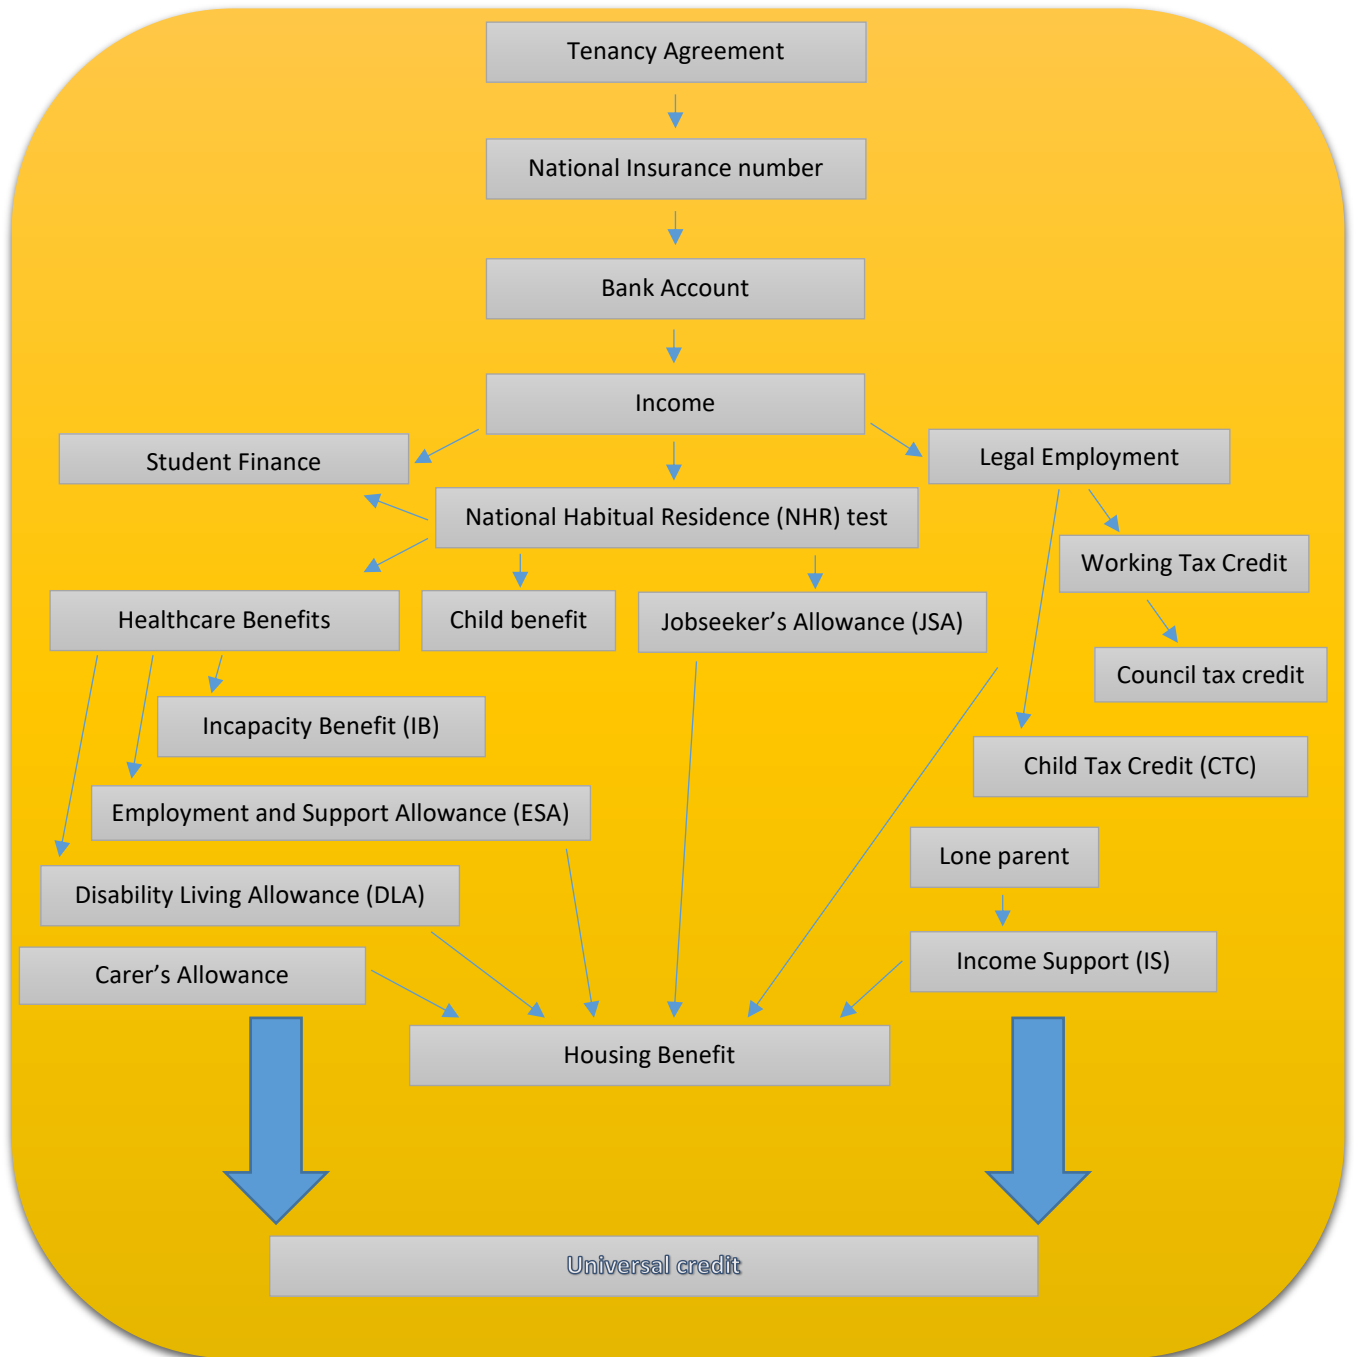 Tenancy Agreement
National Insurance number
Bank Account
Income
Student Finance
Legal Employment
National Habitual Residence (NHR) test
Working Tax Credit
Healthcare Benefits
Child benefit
Jobseeker’s Allowance (JSA)
Council tax credit
Incapacity Benefit (IB)
Child Tax Credit (CTC)
Employment and Support Allowance (ESA)
Lone parent
Disability Living Allowance (DLA)
Income Support (IS)
Carer’s Allowance
Housing Benefit
Universal credit